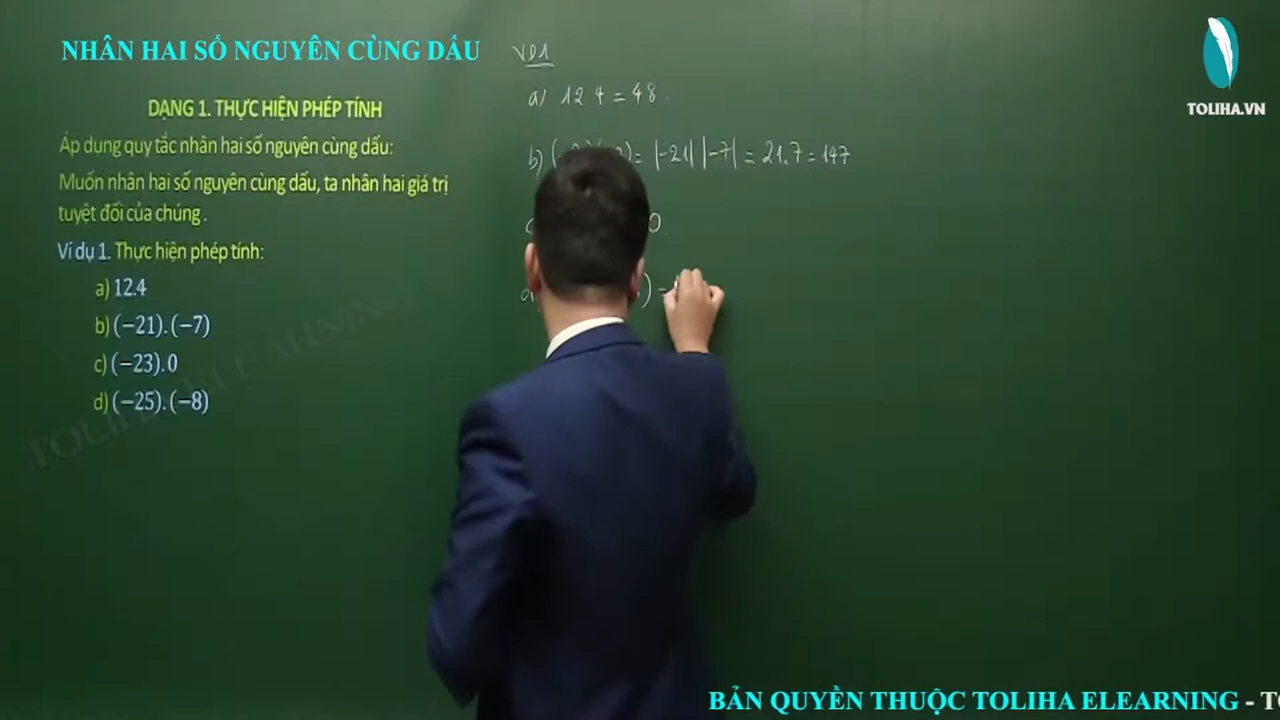 NHÂN HAI SỐ NGUYÊN CÙNG DẤU
DẠNG 1. THỰC HIỆN PHÉP TÍNH
Áp dụng quy tắc nhân hai số nguyên cùng dấu:
Muốn nhân hai số nguyên cùng dấu, ta nhân hai giá trị
tuyệt đối của chúng .
Ví dụ 1. Thực hiện phép tính:
a) 12.4
b) (−21).(−7)
c) (−23).0
d) (−25).(−8)
VD1
a) 12 4 = 48.
b) ( = |-21| |-7| = 21.7 = 147
0.
) =
TOLIHA.VN
BẢN QUYỀN THUỘC TOLIHA ELEARNING - TO